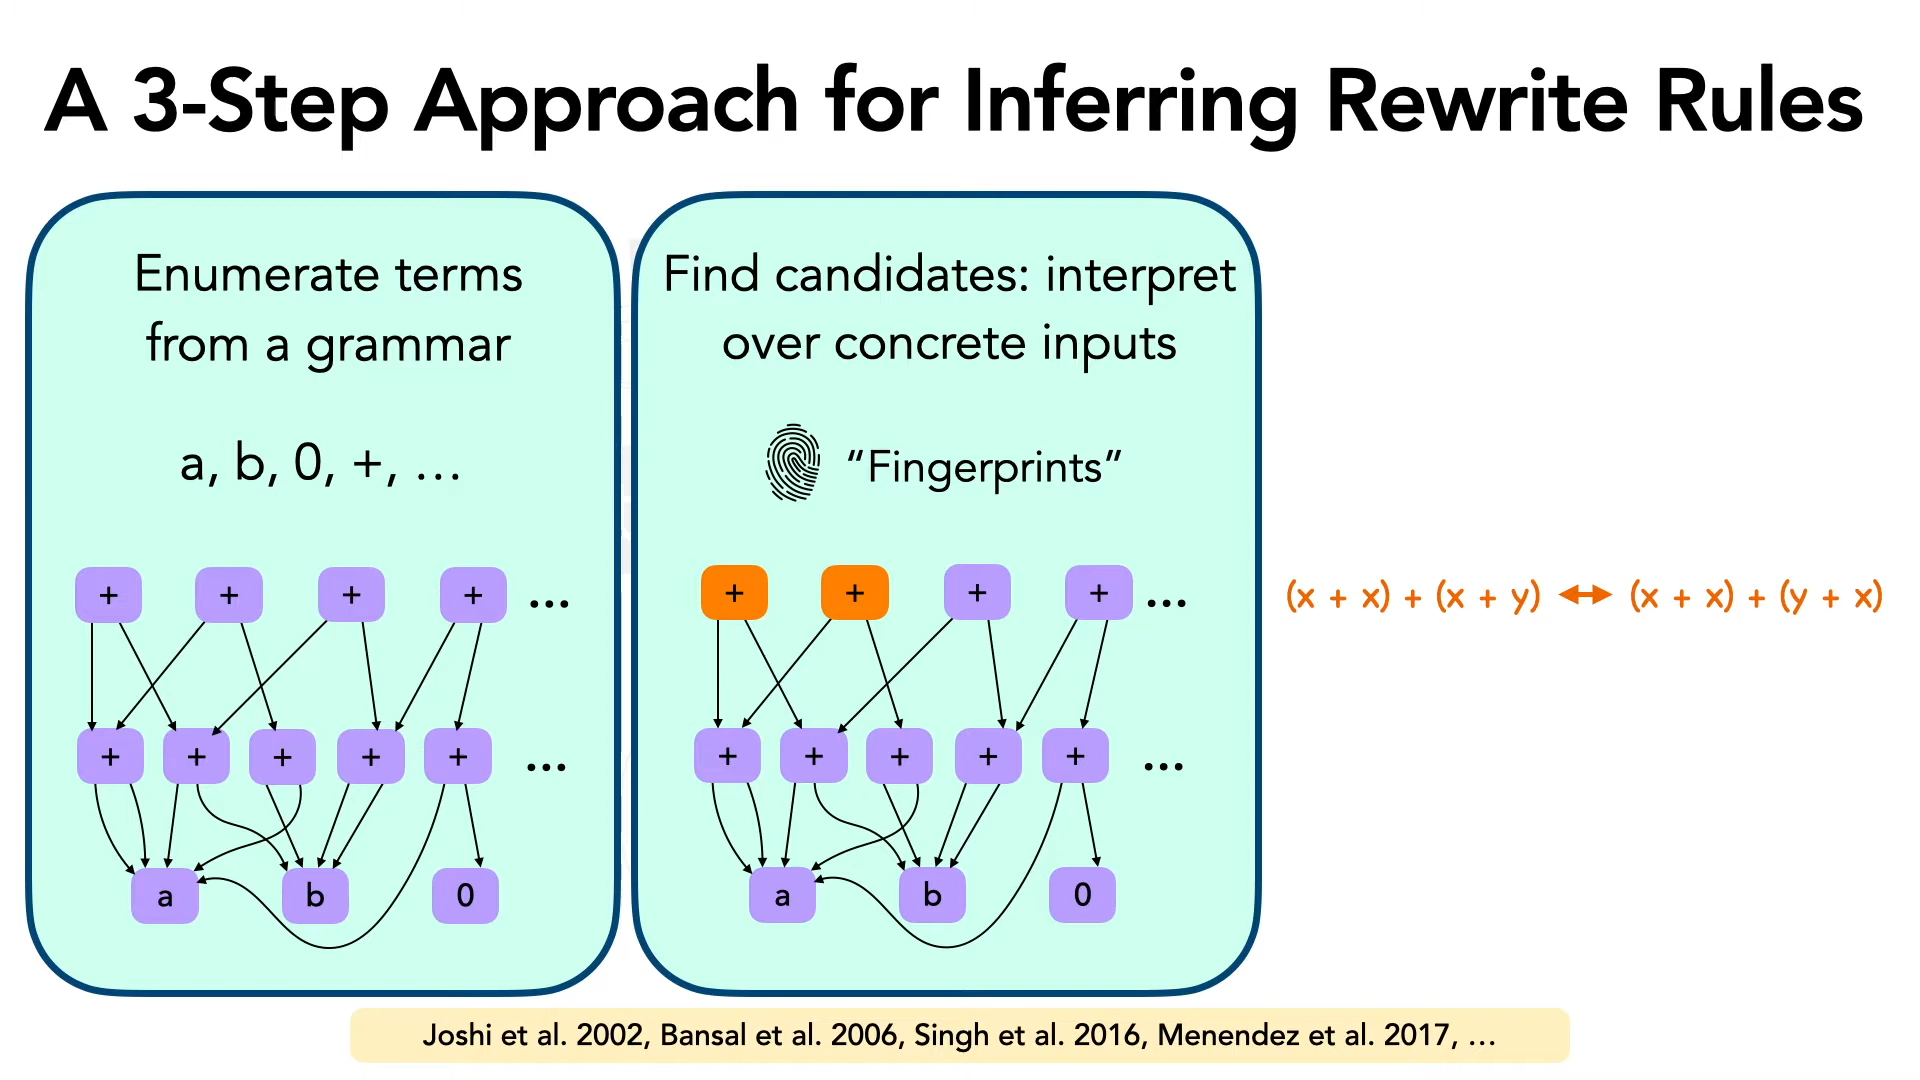 A 3-Step Approach for Inferring Rewrite Rules
Enumerate terms
from a grammar
a, b, 0, +, …
+ + + + …
+ + + + + …
a b 0
Find candidates: interpret
over concrete inputs
“Fingerprints”
+ + + + …
+ + + + + …
a b 0
(x + x) + (x + y) ⟷ (x + x) + (y + x)
Joshi et al. 2002, Bansal et al. 2006, Singh et al. 2016, Menendez et al. 2017, …